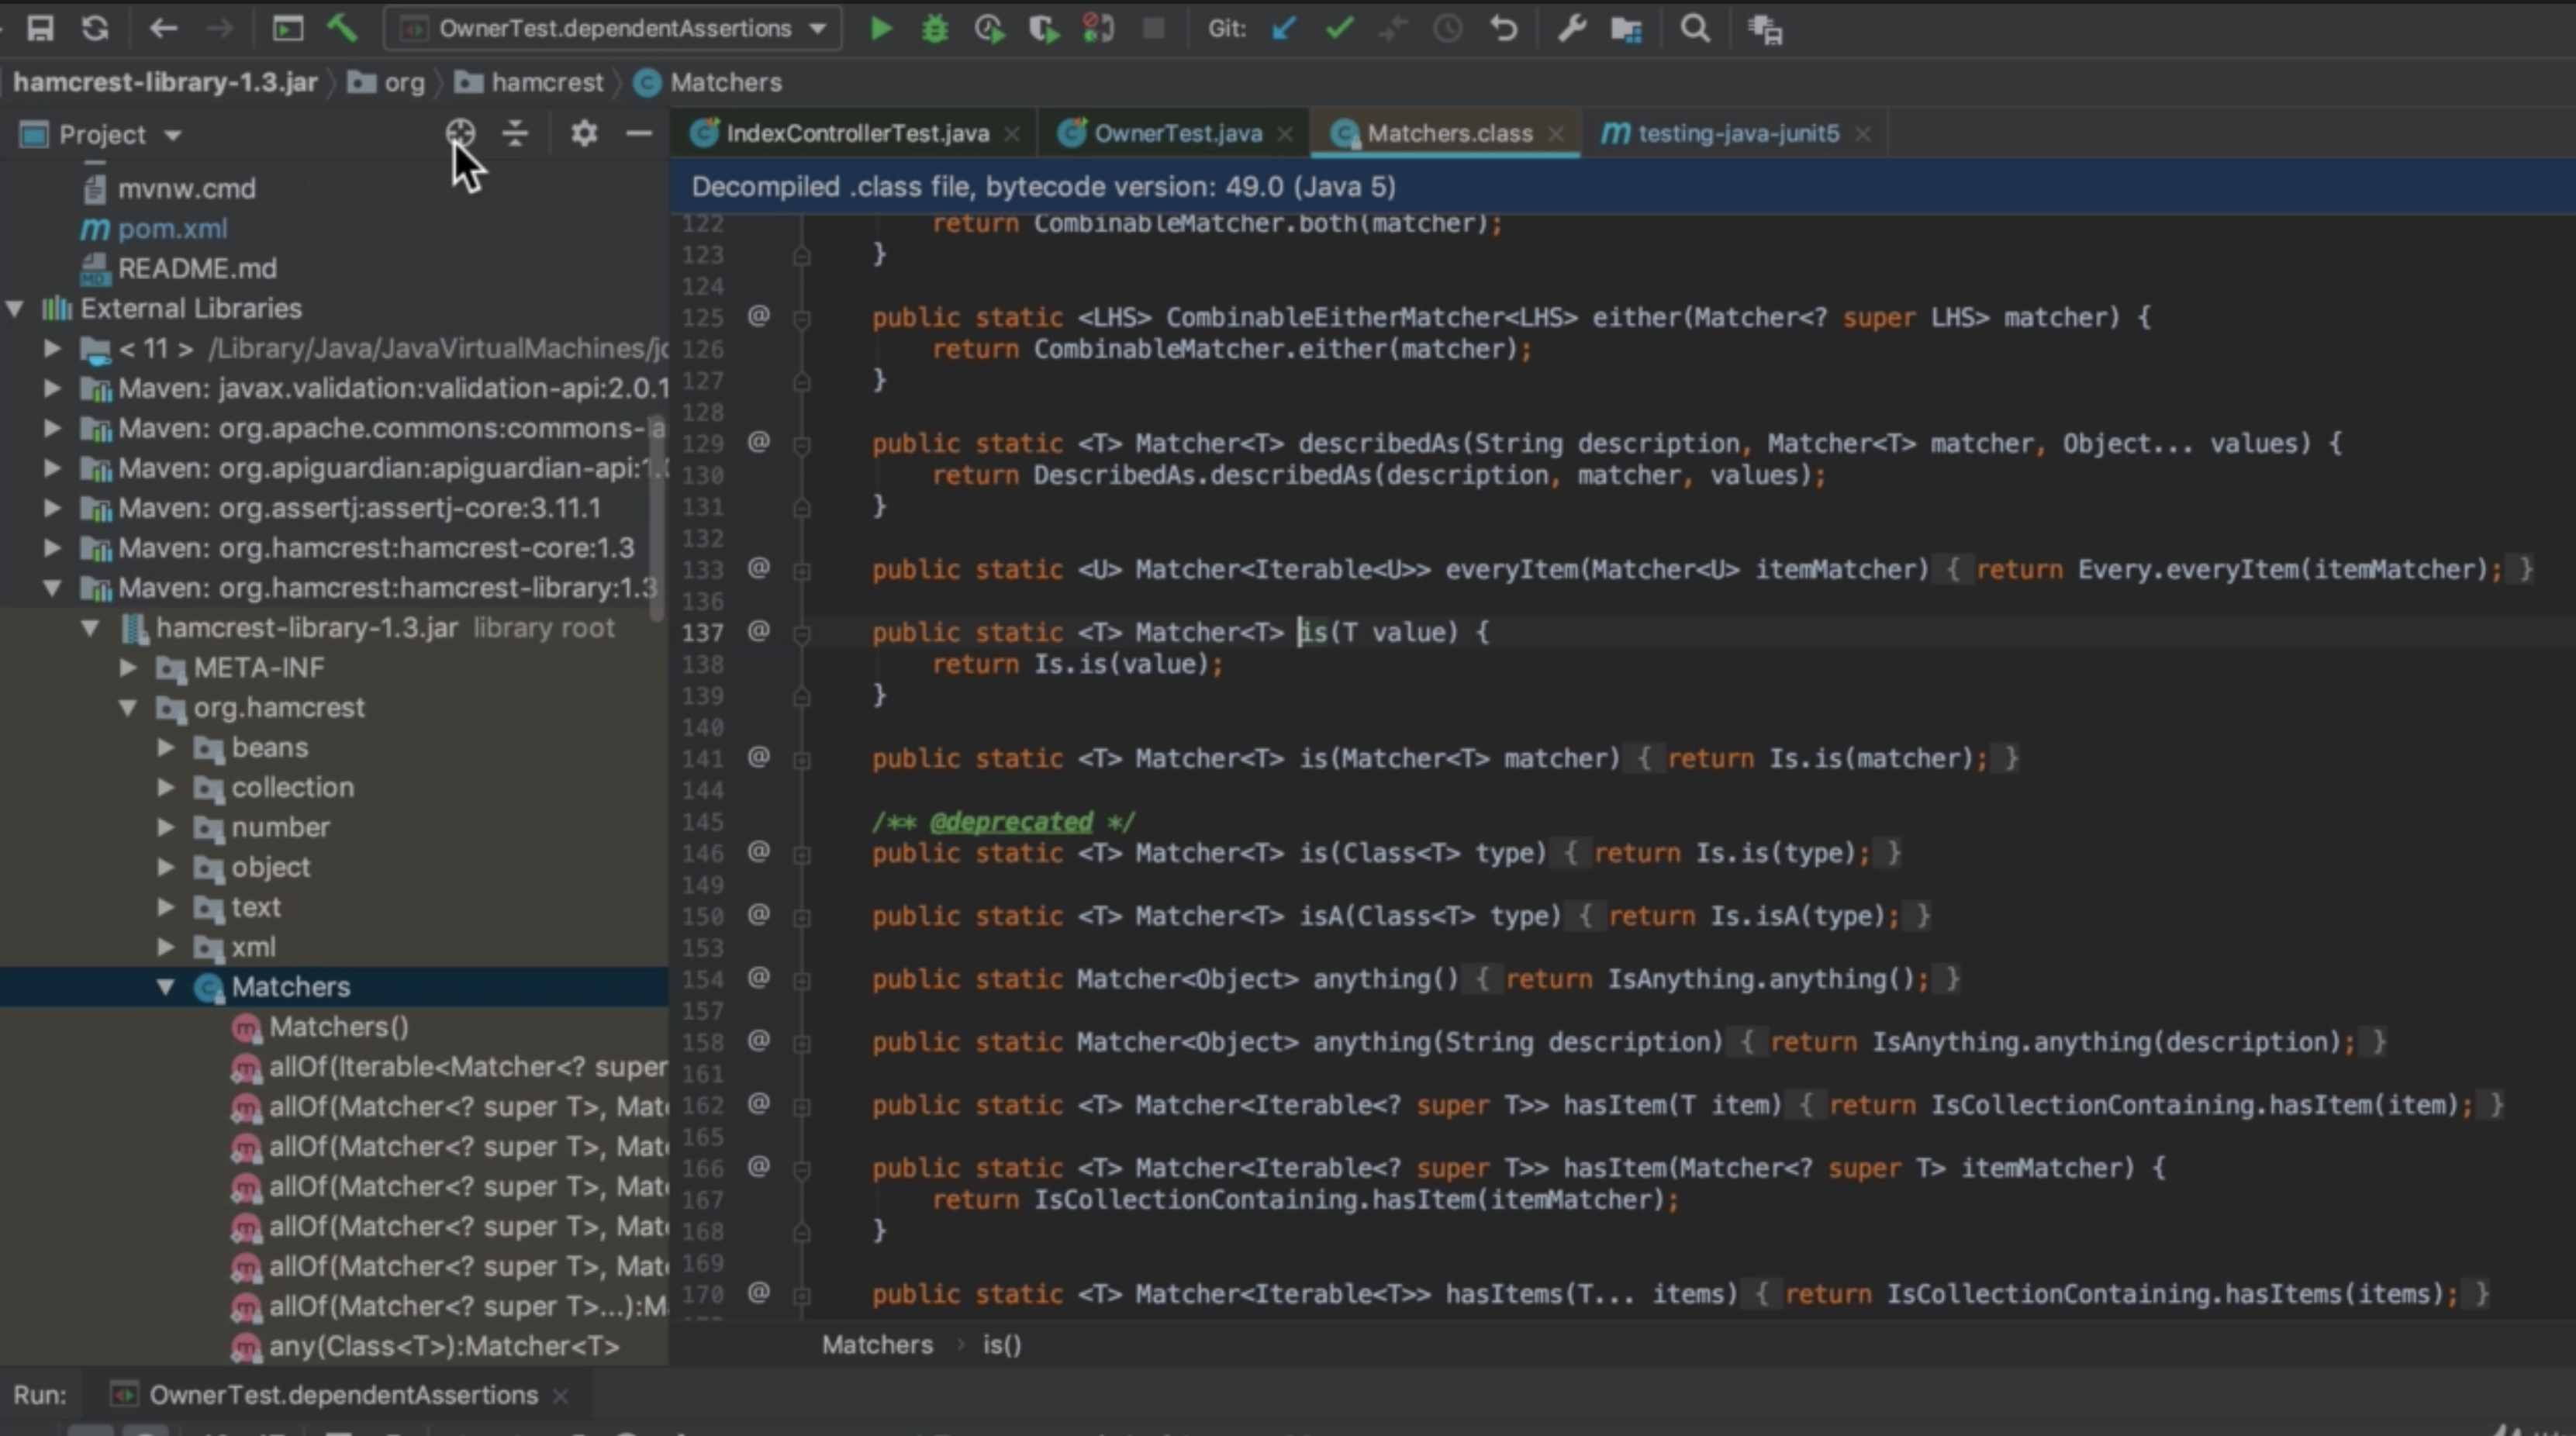 OwnerTest.dependentAssertions
Git:
hamcrest-library-1.3.jar org hamcrest Matchers
Project
IndexControllerTest.java OwnerTest.java Matchers.class testing-java-junit5
Decompiled .class file, bytecode version: 49.0 (Java 5)
mvnw.cmd
pom.xml
README.md
External Libraries
< 11 > /Library/Java/JavaVirtualMachines/
Maven: javax.validation:validation-api:2.0.1
Maven: org.apache.commons:commons-
Maven: org.apiguardian:apiguardian-api:
Maven: org.assertj:assertj-core:3.11.1
Maven: org.hamcrest:hamcrest-core:1.3
Maven: org.hamcrest:hamcrest-library:1.3
hamcrest-library-1.3.jar library root
META-INF
org.hamcrest
beans
collection
number
object
text
xml
Matchers
Matchers()
allOf(Iterable<Matcher<? super
allOf(Matcher<? super T>,
allOf(Matcher<? super T>,
allOf(Matcher<? super T>,
allOf(Matcher<? super T>,
allOf(Matcher<? super T>,
allOf(Matcher<? super T>...):M
any(Class<T>):Matcher<T>
122 return CombinableMatcher.both(matcher);
123 }
124
125 @ public static <LHS> CombinableEitherMatcher<LHS> either(Matcher<? super LHS> matcher) {
126 return CombinableMatcher.either(matcher);
127 }
128
129 @ public static <T> Matcher<T> describedAs(String description, Matcher<T> matcher, Object... values) {
130 return DescribedAs.describedAs(description, matcher, values);
131 }
132
133 @ public static <U> Matcher<Iterable<U>> everyItem(Matcher<U> itemMatcher) { return Every.everyItem(itemMatcher); }
136
137 @ public static <T> Matcher<T> is(T value) {
138 return Is.is(value);
139 }
140
141 @ public static <T> Matcher<T> is(Matcher<T> matcher) { return Is.is(matcher); }
144
145 /** @deprecated */
146 @ public static <T> Matcher<T> is(Class<T> type) { return Is.is(type); }
149
150 @ public static <T> Matcher<T> isA(Class<T> type) { return Is.isA(type); }
153
154 @ public static Matcher<Object> anything() { return IsAnything.anything(); }
157
158 @ public static Matcher<Object> anything(String description) { return IsAnything.anything(description); }
161
162 @ public static <T> Matcher<Iterable<? super T>> hasItem(T item) { return IsCollectionContaining.hasItem(item); }
165
166 @ public static <T> Matcher<Iterable<? super T>> hasItem(Matcher<? super T> itemMatcher) {
167 return IsCollectionContaining.hasItem(itemMatcher);
168 }
169
170 @ public static <T> Matcher<Iterable<T>> hasItems(T... items) { return IsCollectionContaining.hasItems(items); }
Matchers is()
Run: OwnerTest.dependentAssertions